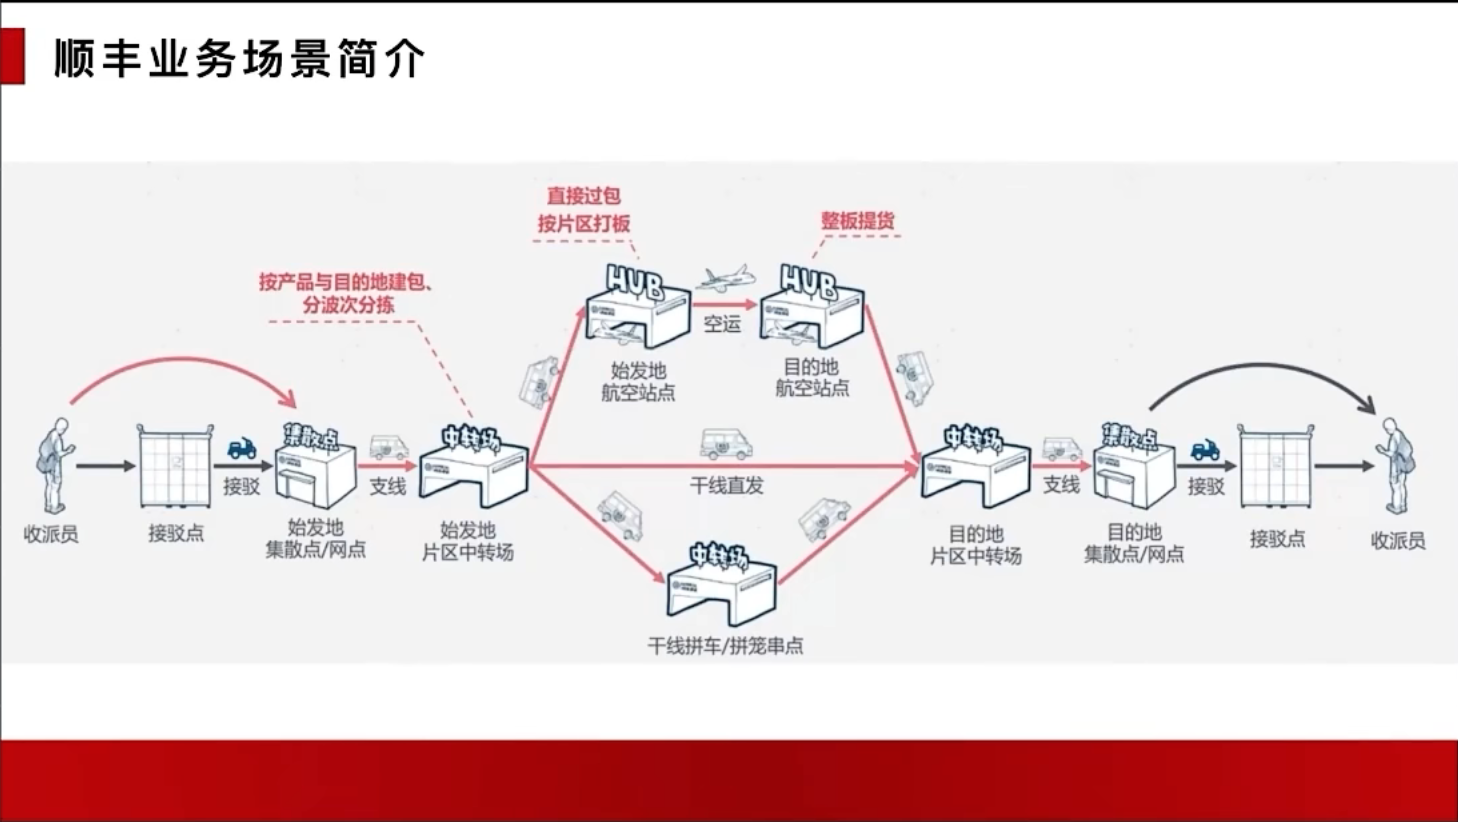 顺丰业务场景简介
直接过包
按片区打板
整板提货
按产品与目的地建包、
分波次分拣
HUB
HUB
空运
始发地
航空站点
目的地
航空站点
集散点
中转场
中转场
集散点
接驳
支线
干线直发
支线
接驳
收派员
接驳点
始发地
集散点/网点
始发地
片区中转场
目的地
片区中转场
目的地
集散点/网点
接驳点
收派员
中转场
干线拼车/拼笼串点